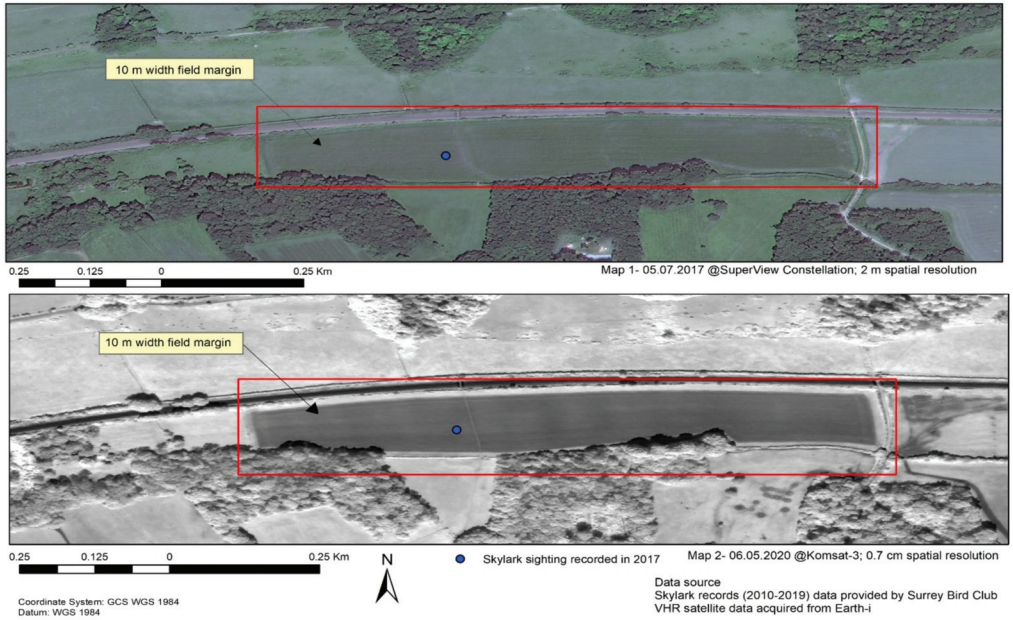 10 m width field margin
0.25 0.125 0 0.25 Km
Map 1- 05.07.2017 @SuperView Constellation; 2 m spatial resolution
10 m width field margin
0.25 0.125 0 0.25 Km
N
Skylark sighting recorded in 2017
Map 2- 06.05.2020 @Komsat-3; 0.7 cm spatial resolution
Coordinate System: GCS WGS 1984
Datum: WGS 1984
Data source
Skylark records (2010-2019) data provided by Surrey Bird Club
VHR satellite data acquired from Earth-i